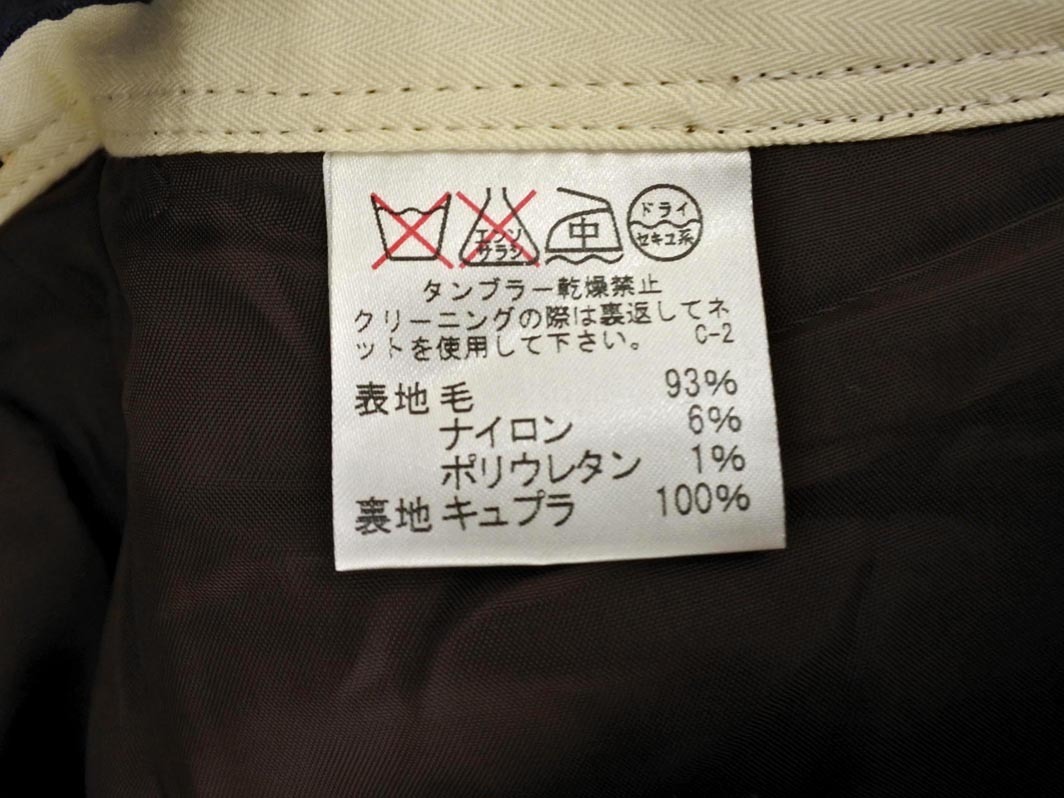 エンソ
サラシ
中
ドライ
セキユ系
タンブラー乾燥禁止
クリーニングの際は裏返してネ
ットを使用して下さい。 C-2
表地 毛 93%
ナイロン 6%
ポリウレタン 1%
裏地 キュプラ 100%